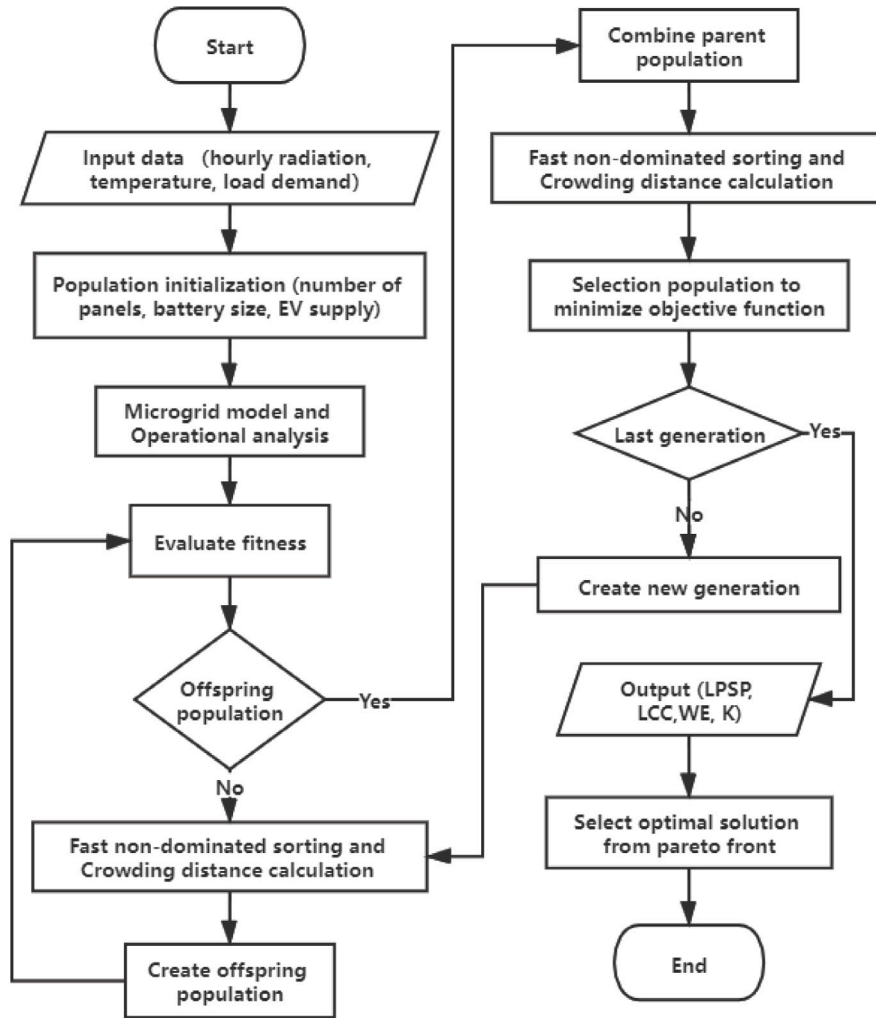 Start
Input data （hourly radiation,
temperature, load demand）
Population initialization (number of
panels, battery size, EV supply)
Microgrid model and
Operational analysis
Evaluate fitness
Offspring
population
Yes
No
Fast non-dominated sorting and
Crowding distance calculation
Create offspring
population
Combine parent
population
Fast non-dominated sorting and
Crowding distance calculation
Selection population to
minimize objective function
Last generation
Yes
No
Create new generation
Output (LPSP,
LCC,WE, K)
Select optimal solution
from pareto front
End